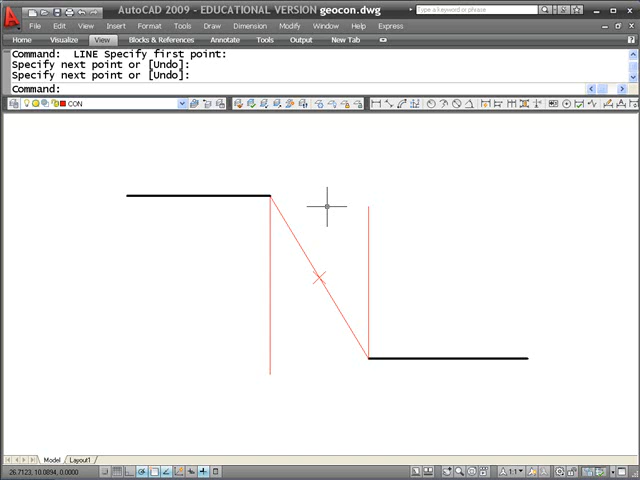 AutoCAD 2009 - EDUCATIONAL VERSION geocon.dwg
Type a keyword or phrase
File Edit View Insert Format Tools Draw Dimension Modify Window Help Express
Home Visualize View Insert Annotate Blocks & References Tools Output New Tab
Command:  LINE Specify first point:
Specify next point or [Undo]:
Specify next point or [Undo]:
Command:
CON
Model Layout1
26.7123, 10.0894, 0.0000
1:1